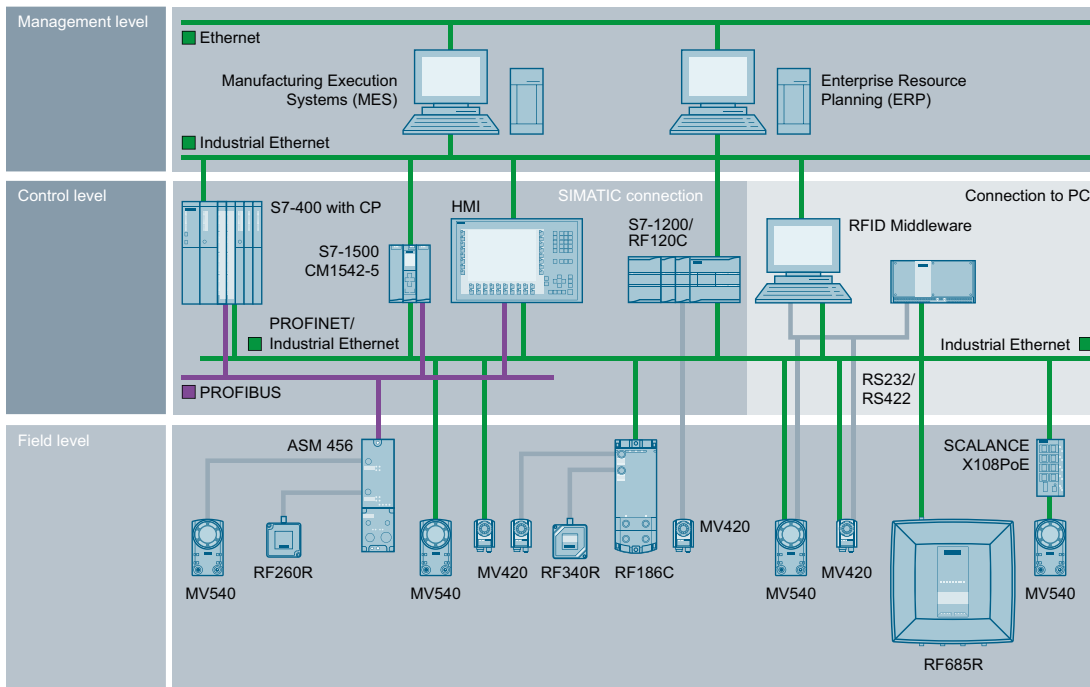 Management level
Ethernet
Manufacturing Execution
Systems (MES)
Enterprise Resource
Planning (ERP)
Industrial Ethernet
Control level
SIMATIC connection
Connection to PC
S7-400 with CP
S7-1500
CM1542-5
HMI
S7-1200/
RF120C
RFID Middleware
PROFINET/
Industrial Ethernet
Industrial Ethernet
PROFIBUS
RS232/
RS422
Field level
ASM 456
SCALANCE
X108PoE
MV420
MV540
RF260R
MV540
MV420
RF340R
RF186C
MV540
MV420
MV540
RF685R